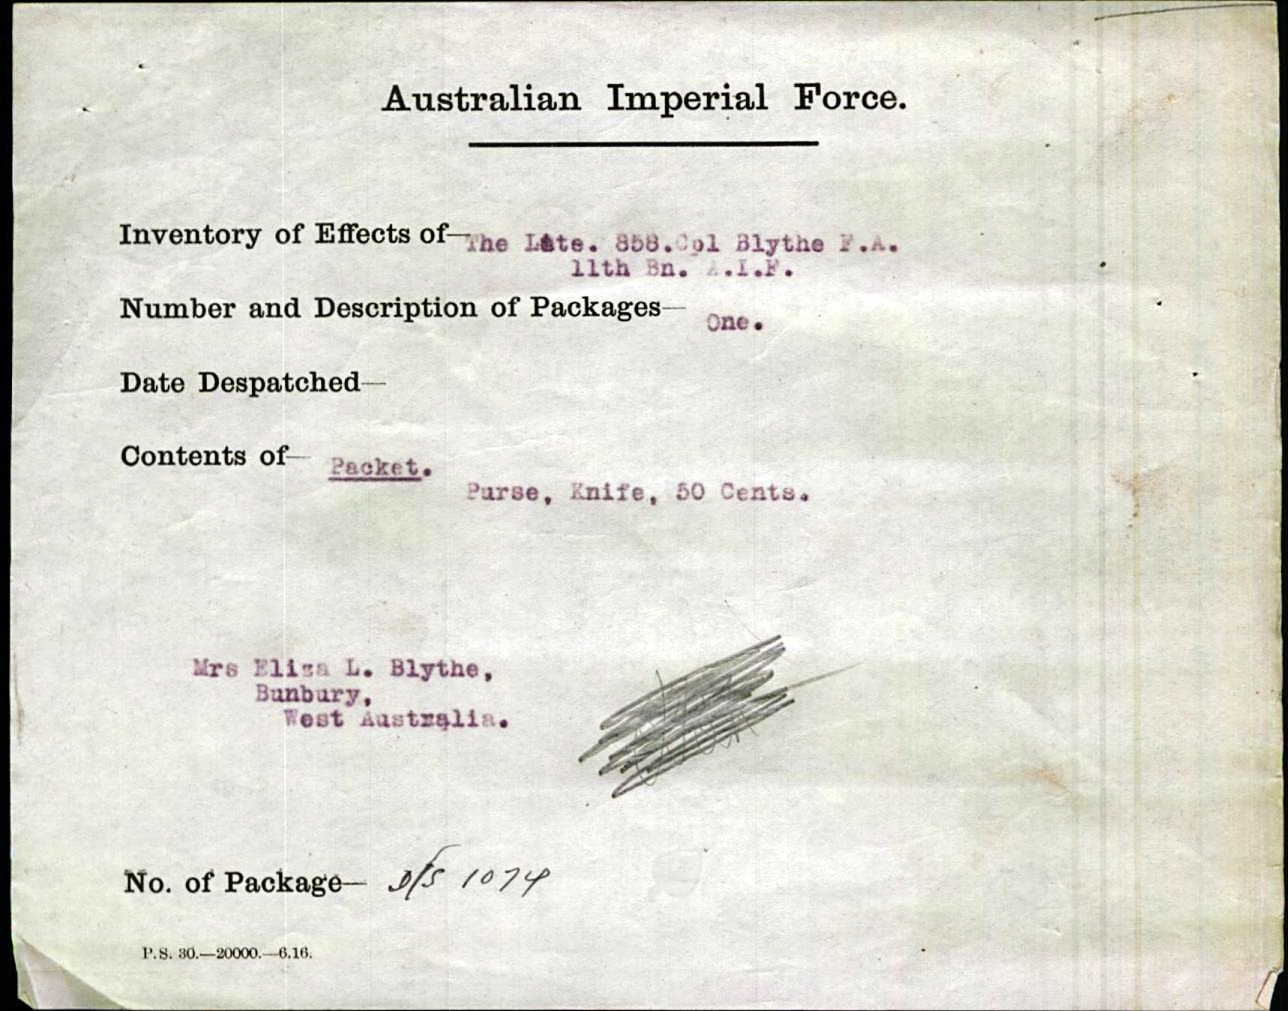 Australian Imperial Force.
Inventory of Effects of— The Late. 858.Cpl Blythe F.A.
11th Bn. A.I.F.
Number and Description of Packages— One.
Date Despatched—
Contents of— Packet.
Purse, Knife, 50 Cents.
Mrs Eliza L. Blythe,
Bunbury,
West Australia.
No. of Package— D/S 1074
P.S. 30.—20000.—6.16.